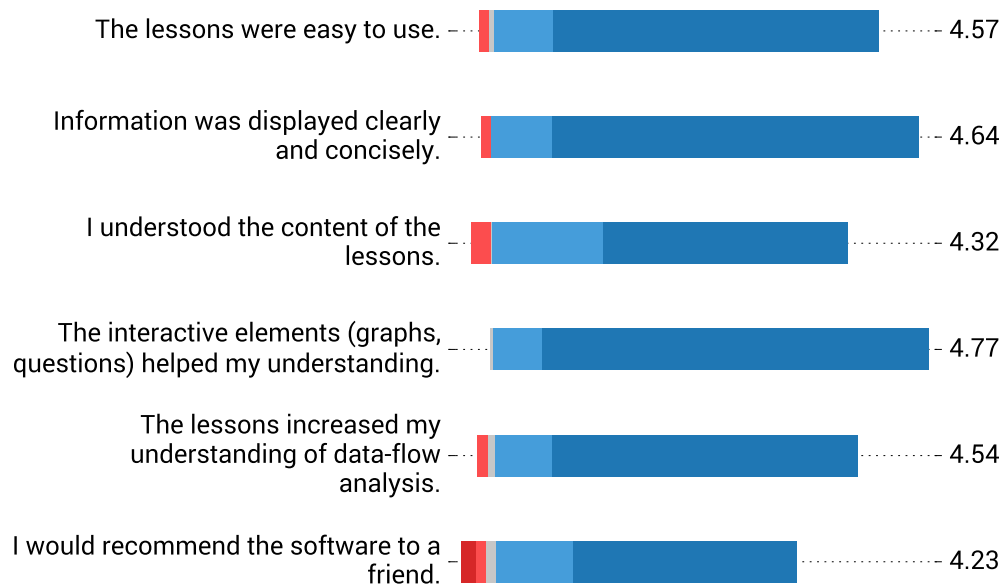 The lessons were easy to use.
4.57
Information was displayed clearly
and concisely.
4.64
I understood the content of the
lessons.
4.32
The interactive elements (graphs,
questions) helped my understanding.
4.77
The lessons increased my
understanding of data-flow
analysis.
4.54
I would recommend the software to a
friend.
4.23